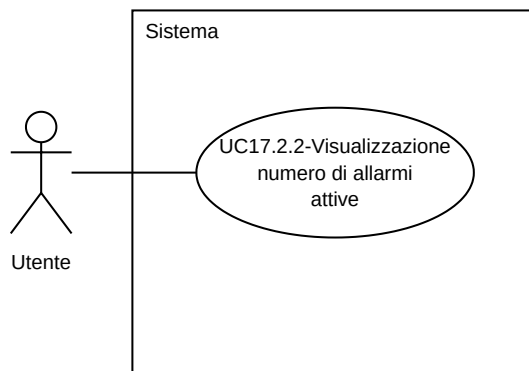 Sistema
UC17.2.2-Visualizzazione
numero di allarmi
attive
Utente